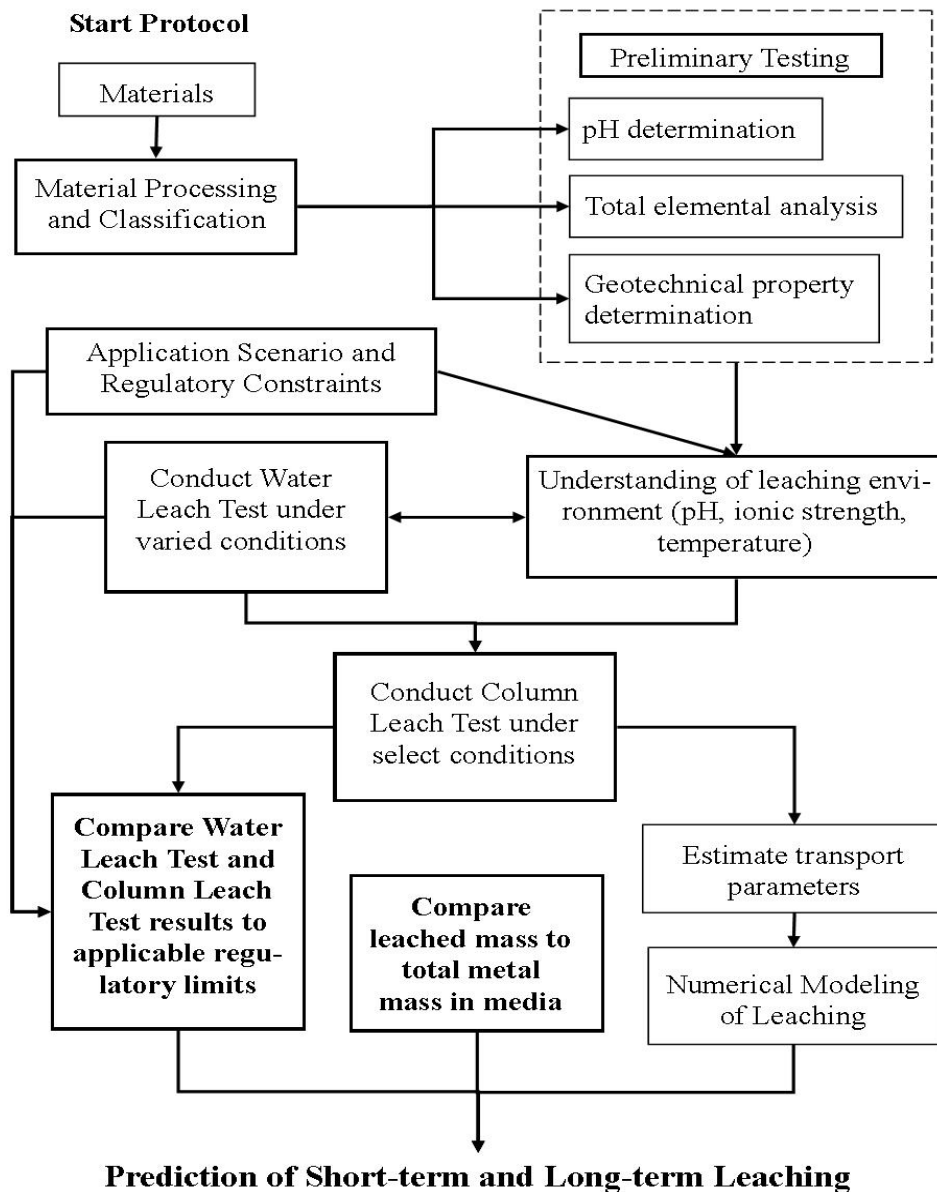 Start Protocol
Materials
Material Processing
and Classification
Preliminary Testing
pH determination
Total elemental analysis
Geotechnical property
determination
Application Scenario and
Regulatory Constraints
Conduct Water
Leach Test under
varied conditions
Understanding of leaching envi-
ronment (pH, ionic strength,
temperature)
Conduct Column
Leach Test under
select conditions
Compare Water
Leach Test and
Column Leach
Test results to
applicable regu-
latory limits
Compare
leached mass to
total metal
mass in media
Estimate transport
parameters
Numerical Modeling
of Leaching
Prediction of Short-term and Long-term Leaching